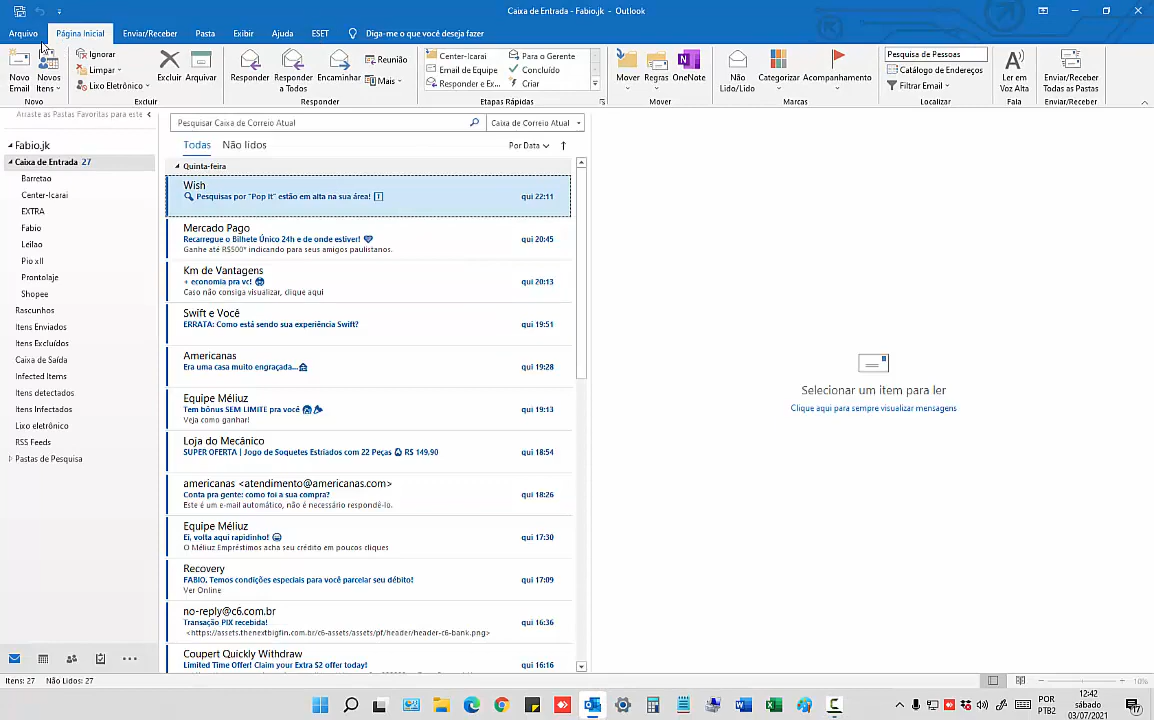 Caixa de Entrada - Fabio.jk - Outlook
Arquivo Página Inicial Enviar/Receber Pasta Exibir Ajuda ESET Diga-me o que você deseja fazer
Novo Email
Novos Itens
Novo
Ignorar
Limpar
Lixo Eletrônico
Excluir
Arquivar
Excluir
Responder
Responder a Todos
Encaminhar
Reunião
Mais
Responder
Center-Icarai
Email de Equipe
Responder e Ex...
Para o Gerente
Concluído
Criar
Etapas Rápidas
Mover
Regras
OneNote
Mover
Não Lido/Lido
Categorizar
Acompanhamento
Marcas
Pesquisa de Pessoas
Catálogo de Endereços
Filtrar Email
Localizar
Ler em Voz Alta
Fala
Enviar/Receber Todas as Pastas
Enviar/Receber
Arraste as Pastas Favoritas para este
Fabio.jk
Caixa de Entrada 27
Barretao
Center-Icarai
EXTRA
Fabio
Leilao
Pio xII
Prontolaje
Shopee
Rascunhos
Itens Enviados
Itens Excluídos
Caixa de Saída
Infected Items
Itens detectados
Itens Infectados
Lixo eletrônico
RSS Feeds
Pastas de Pesquisa
Pesquisar Caixa de Correio Atual
Caixa de Correio Atual
Todas Não lidos
Por Data
Quinta-feira
Wish
Pesquisas por "Pop It" estão em alta na sua área! qui 22:11
Mercado Pago
Recarregue o Bilhete Único 24h e de onde estiver! qui 20:45
Ganhe até R$500* indicando para seus amigos paulistanos.
Km de Vantagens
+ economia pra vc! qui 20:13
Caso não consiga visualizar, clique aqui
Swift e Você
ERRATA: Como está sendo sua experiência Swift? qui 19:51
Americanas
Era uma casa muito engraçada... qui 19:28
Equipe Méliuz
Tem bônus SEM LIMITE pra você qui 19:13
Veja como ganhar!
Loja do Mecânico
SUPER OFERTA | Jogo de Soquetes Estriados com 22 Peças R$ 149,90 qui 18:54
americanas <atendimento@americanas.com>
Conta pra gente: como foi a sua compra? qui 18:26
Este é um e-mail automático, não é necessário respondê-lo.
Equipe Méliuz
Ei, volta aqui rapidinho! qui 17:30
O Méliuz Empréstimos acha seu crédito em poucos cliques
Recovery
FABIO, Temos condições especiais para você parcelar seu débito! qui 17:09
Ver Online
no-reply@c6.com.br
Transação PIX recebida! qui 16:36
<https://assets.thenextbigfin.com.br/c6-assets/assets/pf/header/header-c6-bank.png>
Coupert Quickly Withdraw
Limited Time Offer! Claim your Extra $2 offer today! qui 16:16
Selecionar um item para ler
Clique aqui para sempre visualizar mensagens
Itens: 27 Não Lidos: 27
10%
POR
PTB2
12:42
sábado
03/07/2021
17